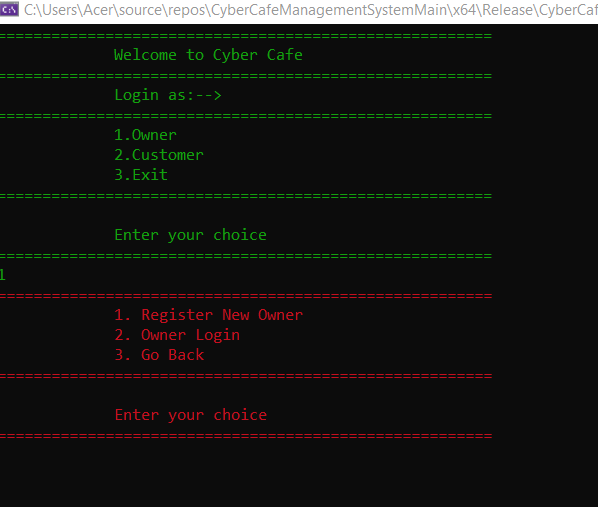 C:\Users\Acer\source\repos\CyberCafeManagementSystemMain\x64\Release\CyberCaf
======================================================
Welcome to Cyber Cafe
======================================================
Login as:-->
======================================================
1.Owner
2.Customer
3.Exit
======================================================
Enter your choice
======================================================
1
======================================================
1. Register New Owner
2. Owner Login
3. Go Back
======================================================
Enter your choice
======================================================